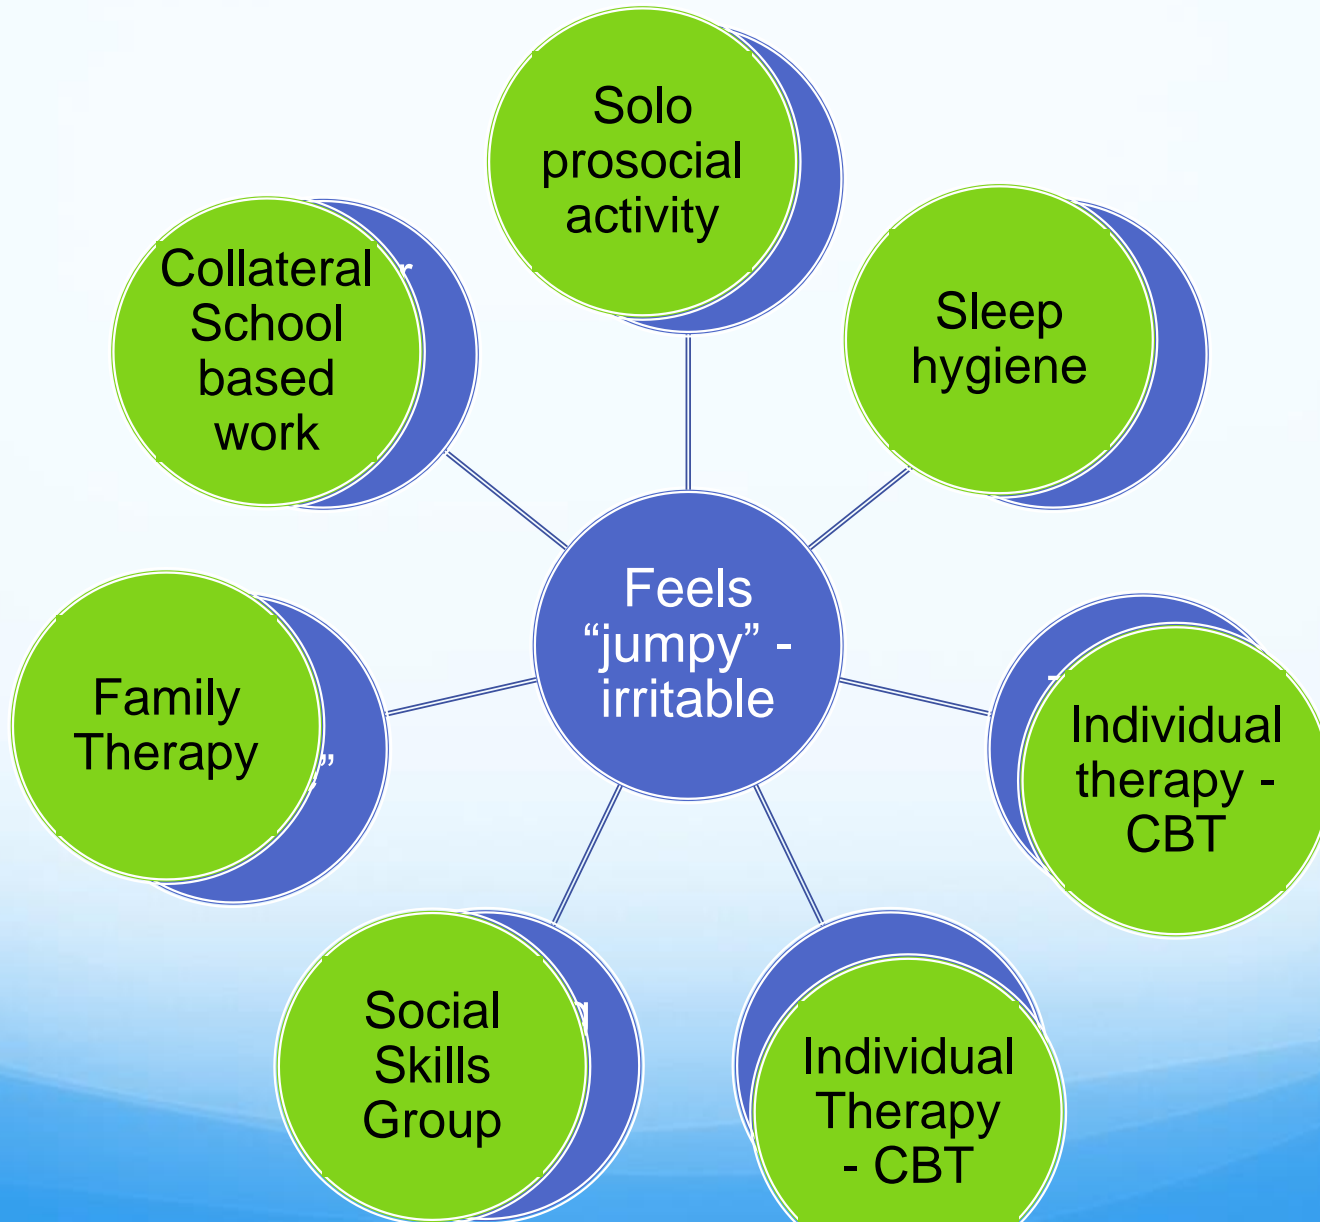 Solo
prosocial
activity
Sleep
hygiene
Individual
therapy -
CBT
Individual
Therapy
- CBT
Social
Skills
Group
Family
Therapy
”
Collateral
School
based
work
Feels
“jumpy” -
irritable